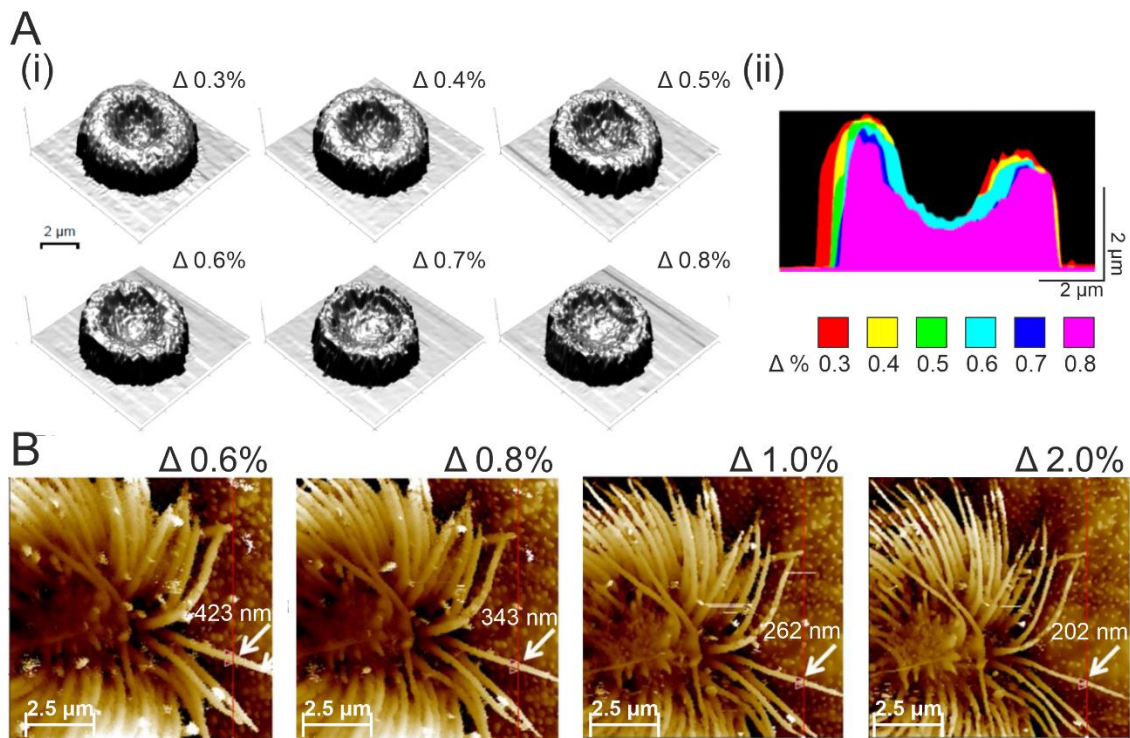 A
(i)
Δ 0.3%
Δ 0.4%
Δ 0.5%
2 µm
Δ 0.6%
Δ 0.7%
Δ 0.8%
(ii)
2 µm
2 µm
Δ % 0.3 0.4 0.5 0.6 0.7 0.8
B
Δ 0.6%
Δ 0.8%
Δ 1.0%
Δ 2.0%
423 nm
343 nm
262 nm
202 nm
2.5 µm
2.5 µm
2.5 µm
2.5 µm